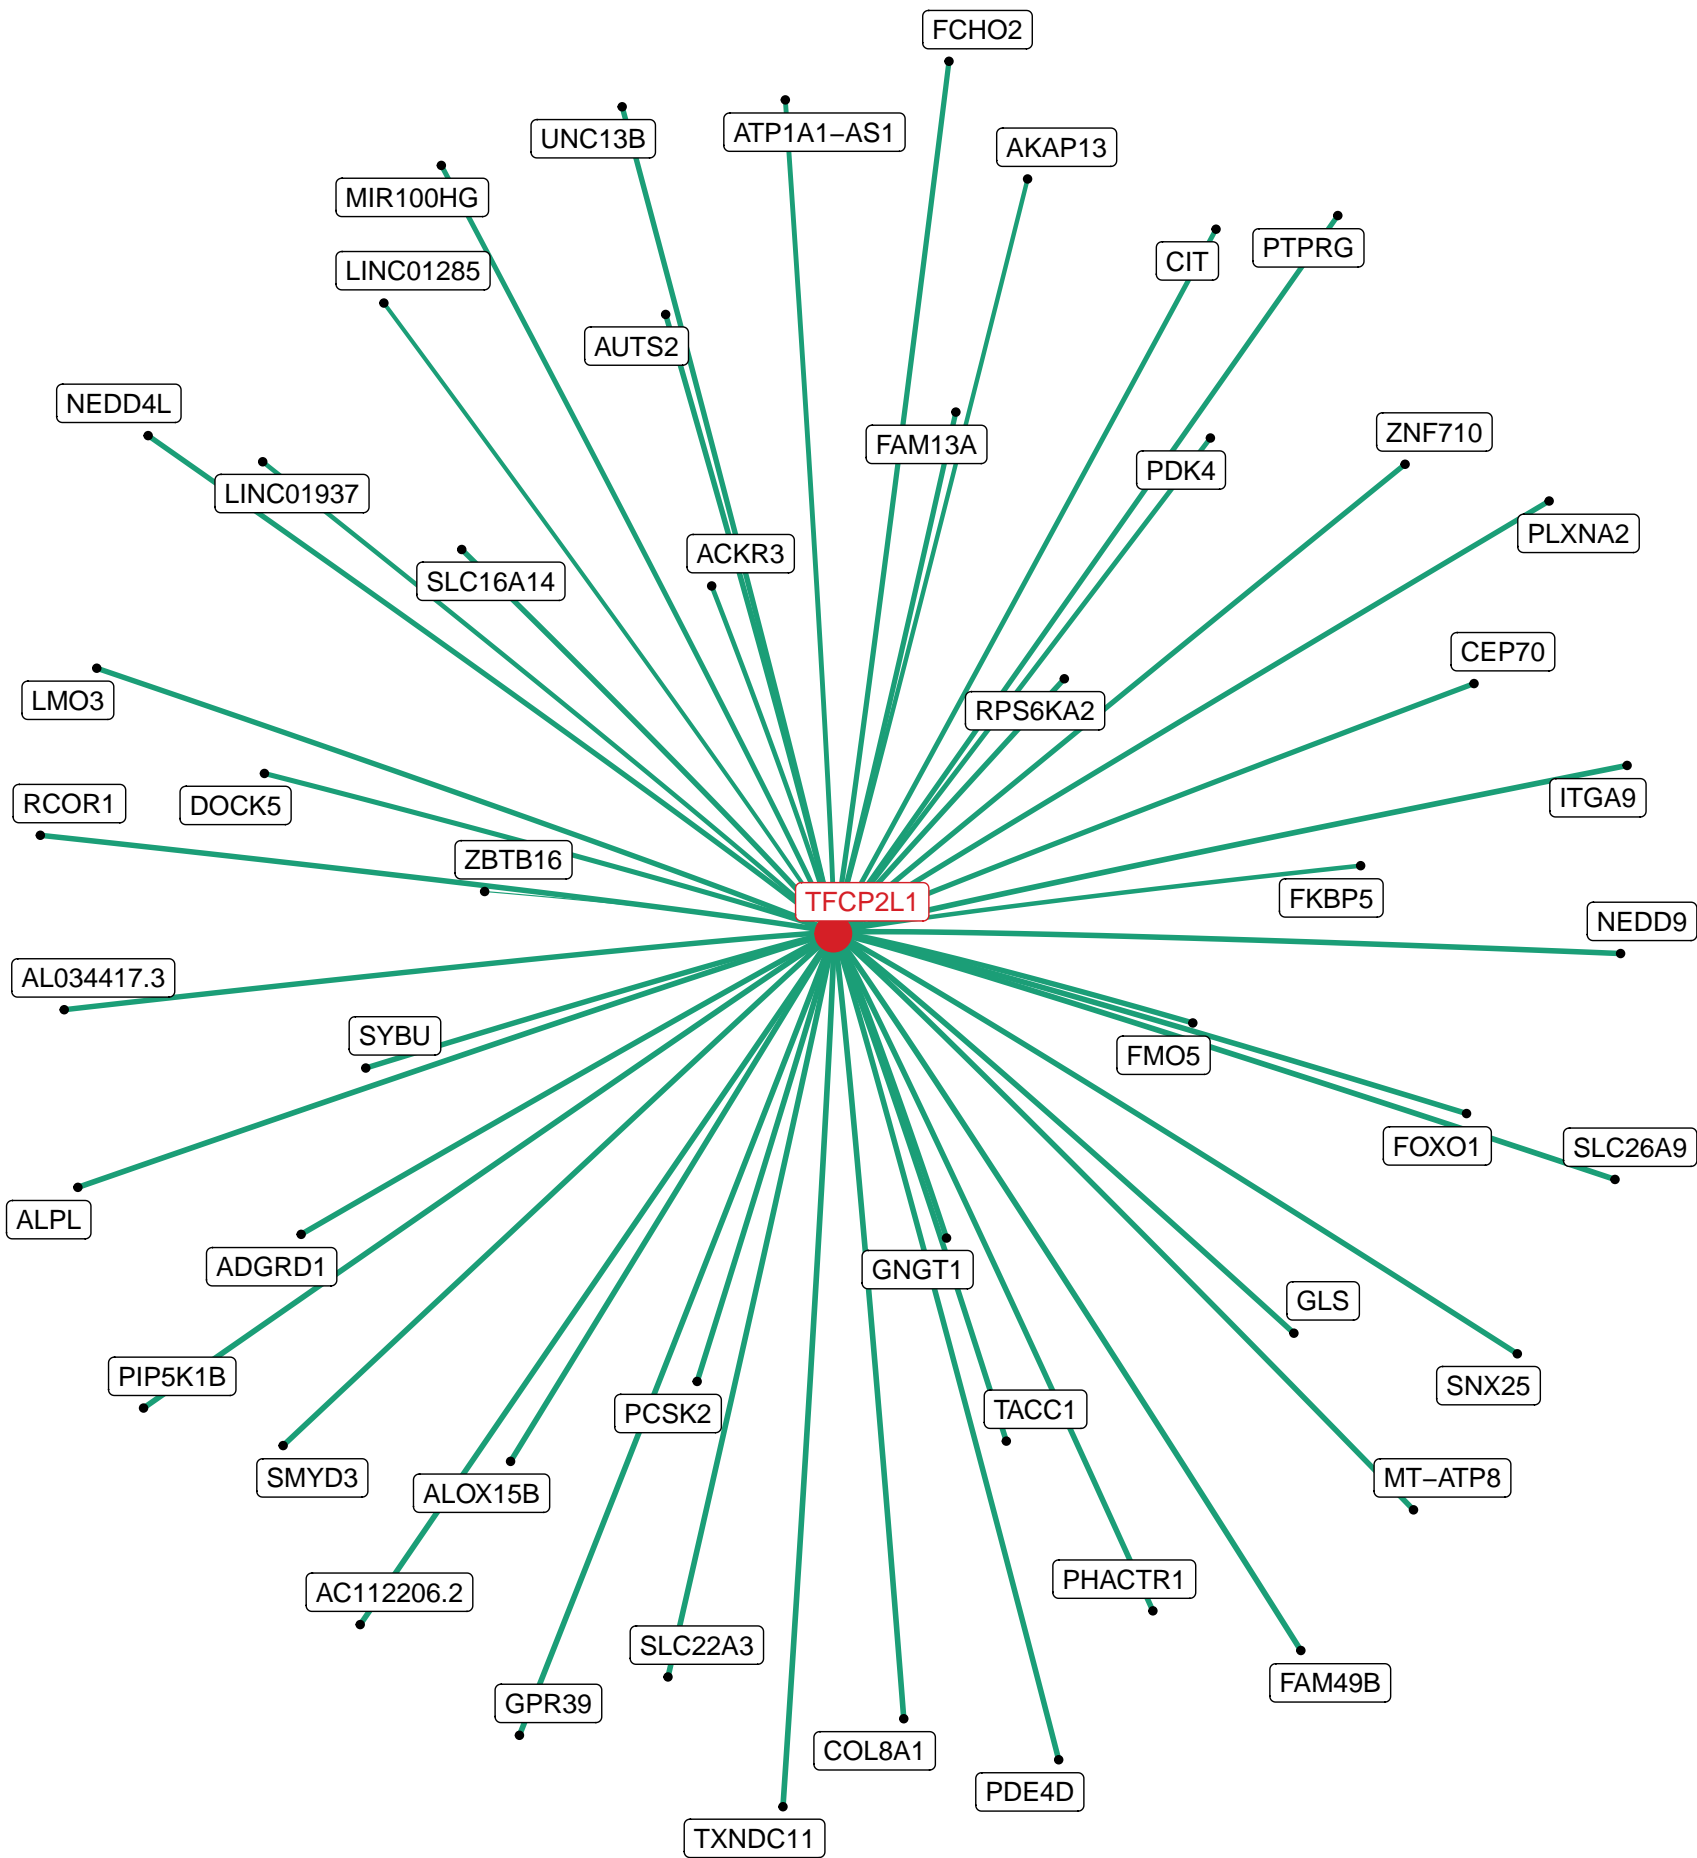 FCHO2
UNC13B
ATP1A1−AS1
AKAP13
MIR100HG
PTPRG
CIT
LINC01285
AUTS2
NEDD4L
ZNF710
FAM13A
PDK4
LINC01937
PLXNA2
ACKR3
SLC16A14
CEP70
LMO3
RPS6KA2
ITGA9
RCOR1
DOCK5
ZBTB16
FKBP5
TFCP2L1
NEDD9
AL034417.3
SYBU
FMO5
FOXO1
SLC26A9
ALPL
ADGRD1
GNGT1
GLS
PIP5K1B
SNX25
TACC1
PCSK2
SMYD3
MT−ATP8
ALOX15B
PHACTR1
AC112206.2
SLC22A3
FAM49B
GPR39
COL8A1
PDE4D
TXNDC11